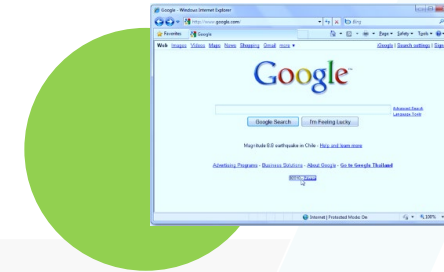 Google - Windows Internet Explorer
http://www.google.com/
Bing
Favorites Google
Page Safety Tools
Web Images Videos Maps News Shopping Gmail more
iGoogle | Search settings | Sign
Google
Advanced Search
Language Tools
Google Search I'm Feeling Lucky
Magnitude 8.8 earthquake in Chile - Help and learn more
Advertising Programs - Business Solutions - About Google - Go to Google Thailand
Internet | Protected Mode: On
100%